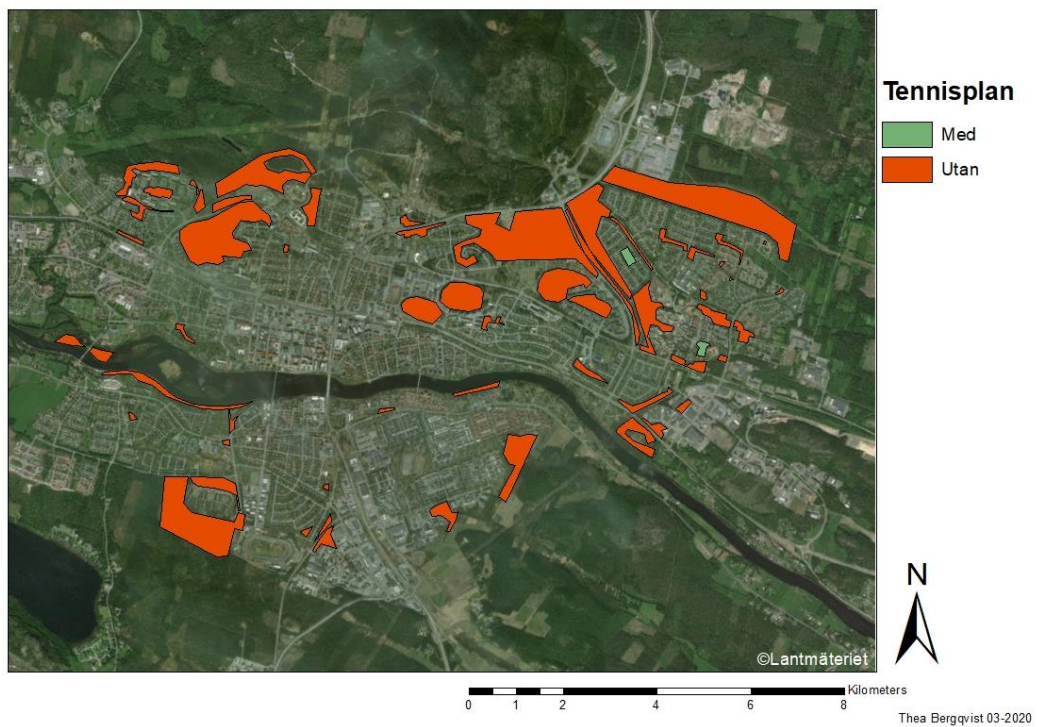 Tennisplan
Med
Utan
N
©Lantmäteriet
Kilometers
0 1 2 4 6 8
Thea Bergqvist 03-2020